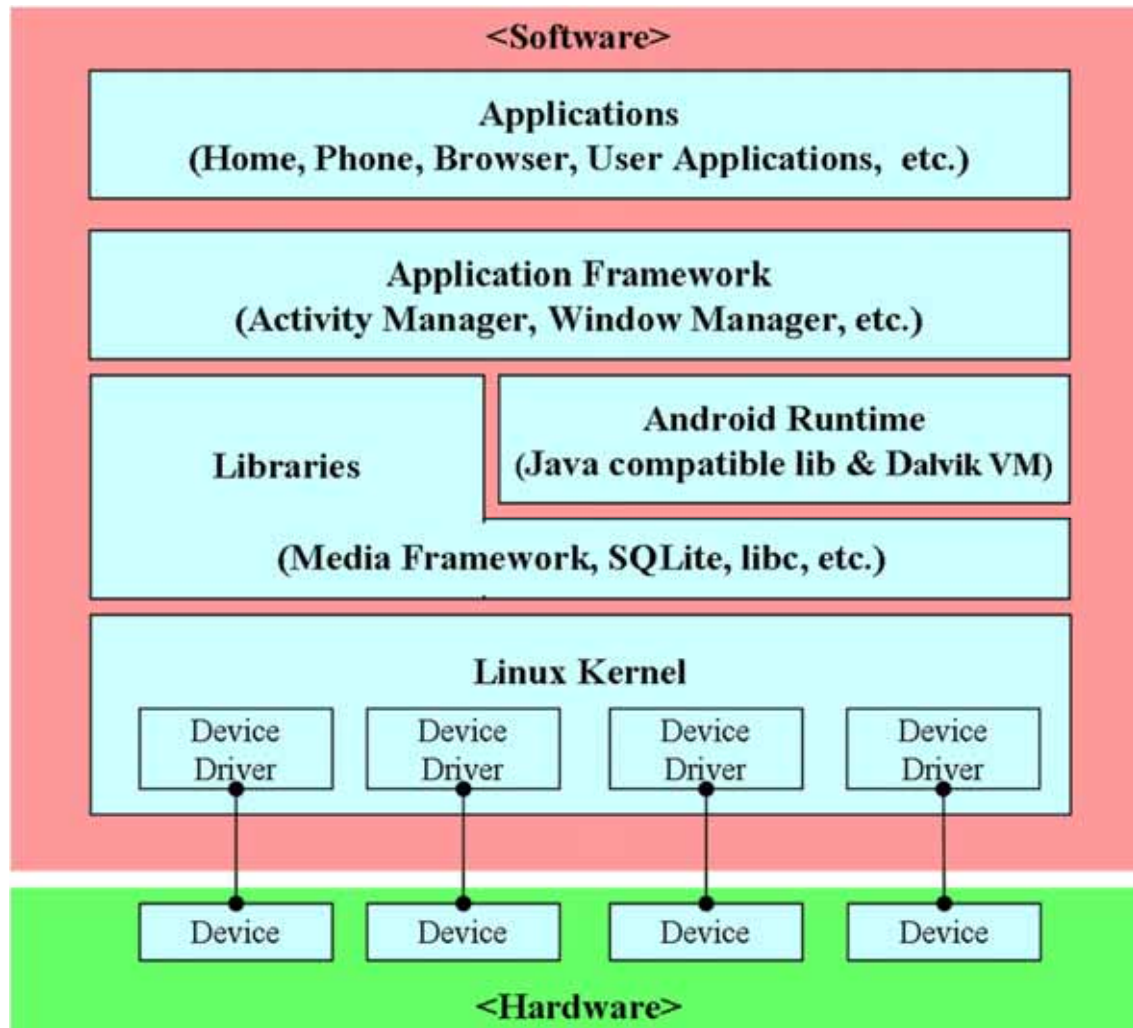 <Software>
Applications
(Home, Phone, Browser, User Applications, etc.)
Application Framework
(Activity Manager, Window Manager, etc.)
Libraries
Android Runtime
(Java compatible lib & Dalvik VM)
(Media Framework, SQLite, libc, etc.)
Linux Kernel
Device
Driver
Device
Driver
Device
Driver
Device
Driver
Device
Device
Device
Device
<Hardware>